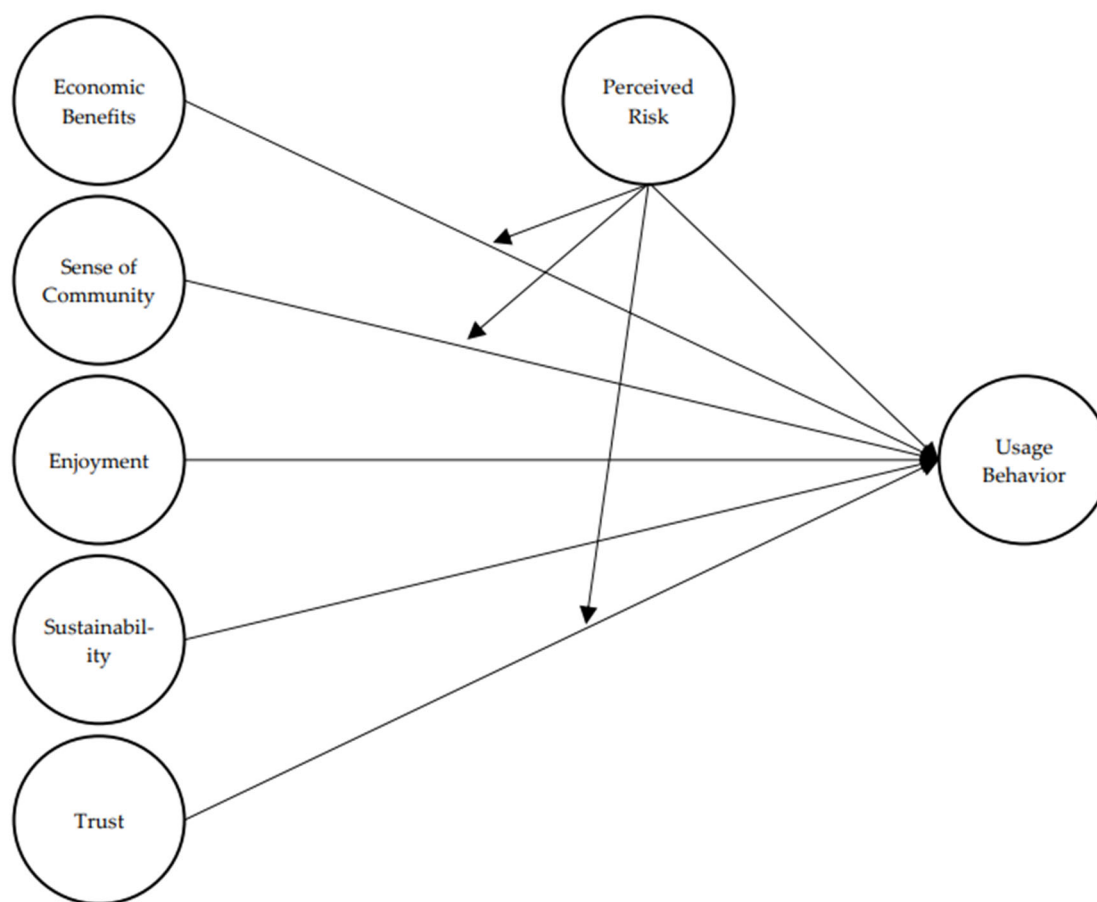 Economic
Benefits
Perceived
Risk
Sense of
Community
Enjoyment
Usage
Behavior
Sustainabil-
ity
Trust